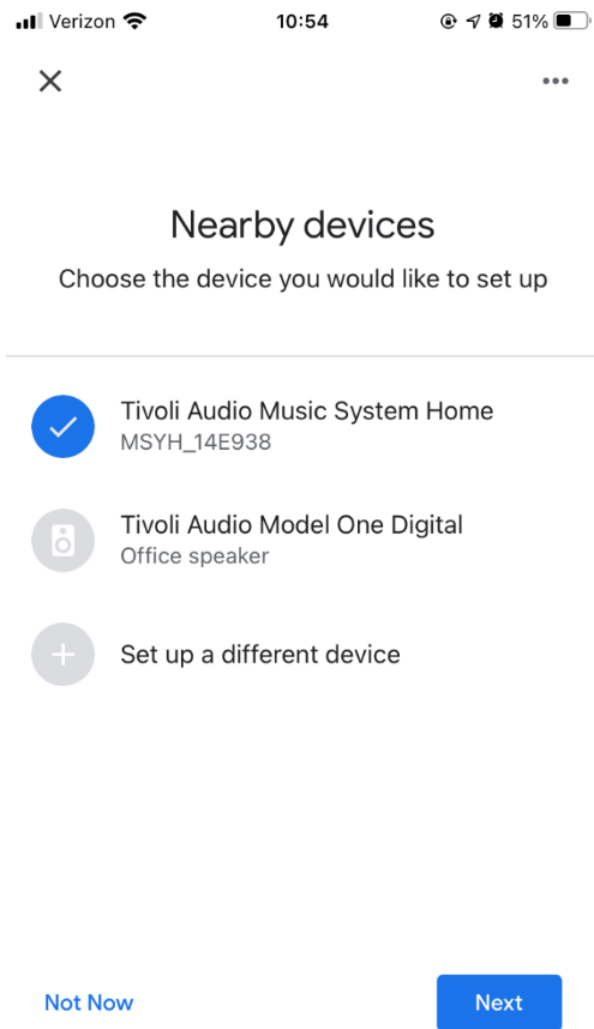 Verizon 10:54 51%
Nearby devices
Choose the device you would like to set up
Tivoli Audio Music System Home
MSYH_14E938
Tivoli Audio Model One Digital
Office speaker
Set up a different device
Not Now Next